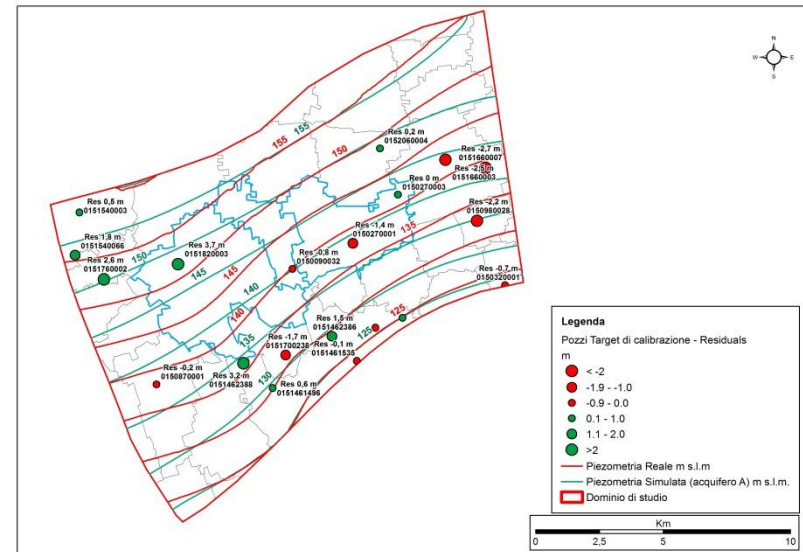 N
W E
S
155
155
150
Res 0,2 m
0152060004
Res -2,7 m
0151660007
Res -2,5 m
0151660003
Res 0 m
0150270003
Res 0,5 m
0151540003
Res -2,2 m
0150980028
Res 1,8 m
0151540066
150
Res 3,7 m
0151820003
Res -1,4 m
0150270001
135
Res 2,6 m
0151760002
145
145
Res -0,8 m
0150090032
Res -0,7 m
0150320001
140
140
125
Res 1,5 m
0151462386
125
135
Res -1,7 m
0151700238
Res -0,1 m
0151461535
Res -0,2 m
0150870001
Res 3,2 m
0151462388
130
Res 0,6 m
0151461496
Legenda
Pozzi Target di calibrazione - Residuals
m
< -2
-1.9 - -1.0
-0.9 - 0.0
0.1 - 1.0
1.1 - 2.0
>2
Piezometria Reale m s.l.m
Piezometria Simulata (acquifero A) m s.l.m.
Dominio di studio
Km
0 2,5 5 10